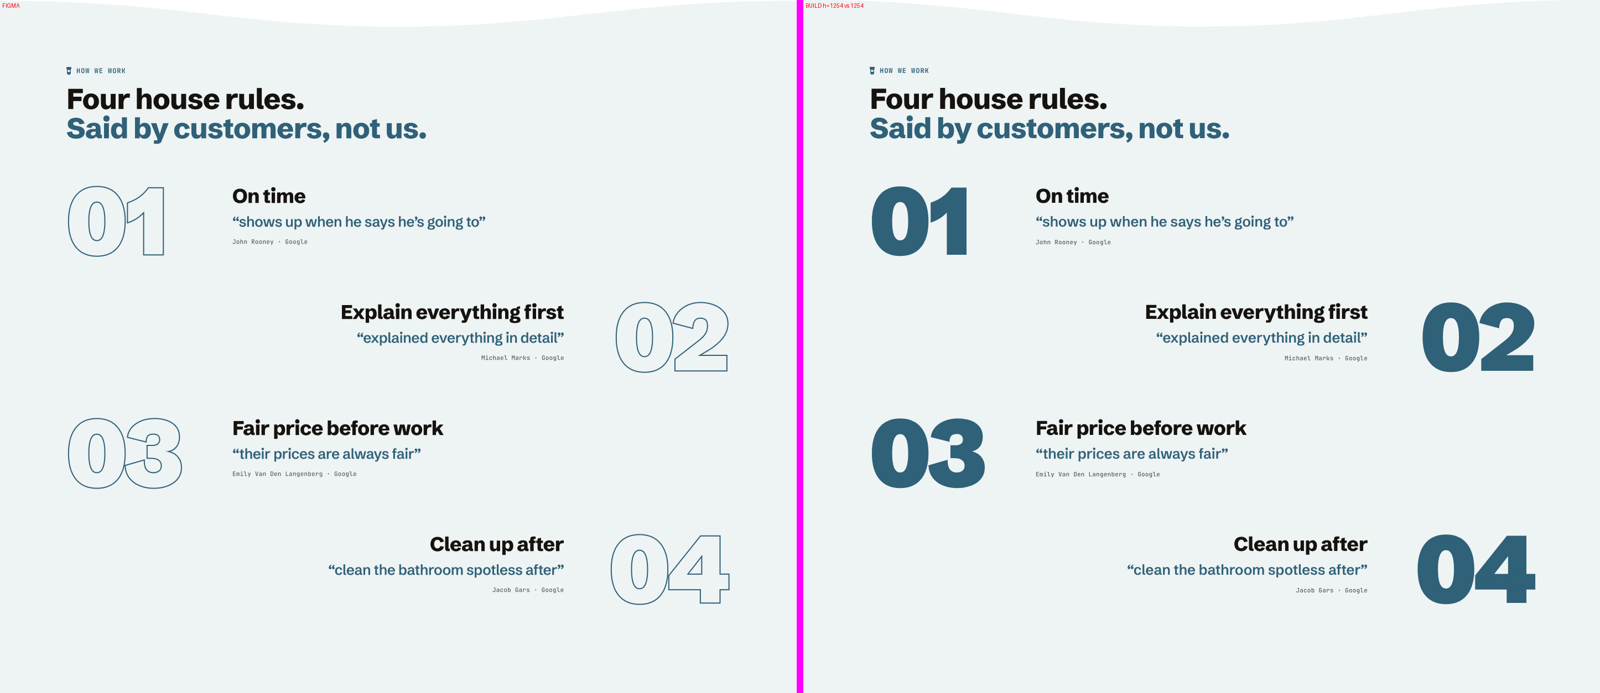 FIGMA
HOW WE WORK
Four house rules.
Said by customers, not us.
01
On time
“shows up when he says he’s going to”
John Rooney · Google
Explain everything first
“explained everything in detail”
Michael Marks · Google
02
03
Fair price before work
“their prices are always fair”
Emily Van Den Langenberg · Google
Clean up after
“clean the bathroom spotless after”
Jacob Gars · Google
04
BUILD h=1254 vs 1254
HOW WE WORK
Four house rules.
Said by customers, not us.
01
On time
“shows up when he says he’s going to”
John Rooney · Google
Explain everything first
“explained everything in detail”
Michael Marks · Google
02
03
Fair price before work
“their prices are always fair”
Emily Van Den Langenberg · Google
Clean up after
“clean the bathroom spotless after”
Jacob Gars · Google
04